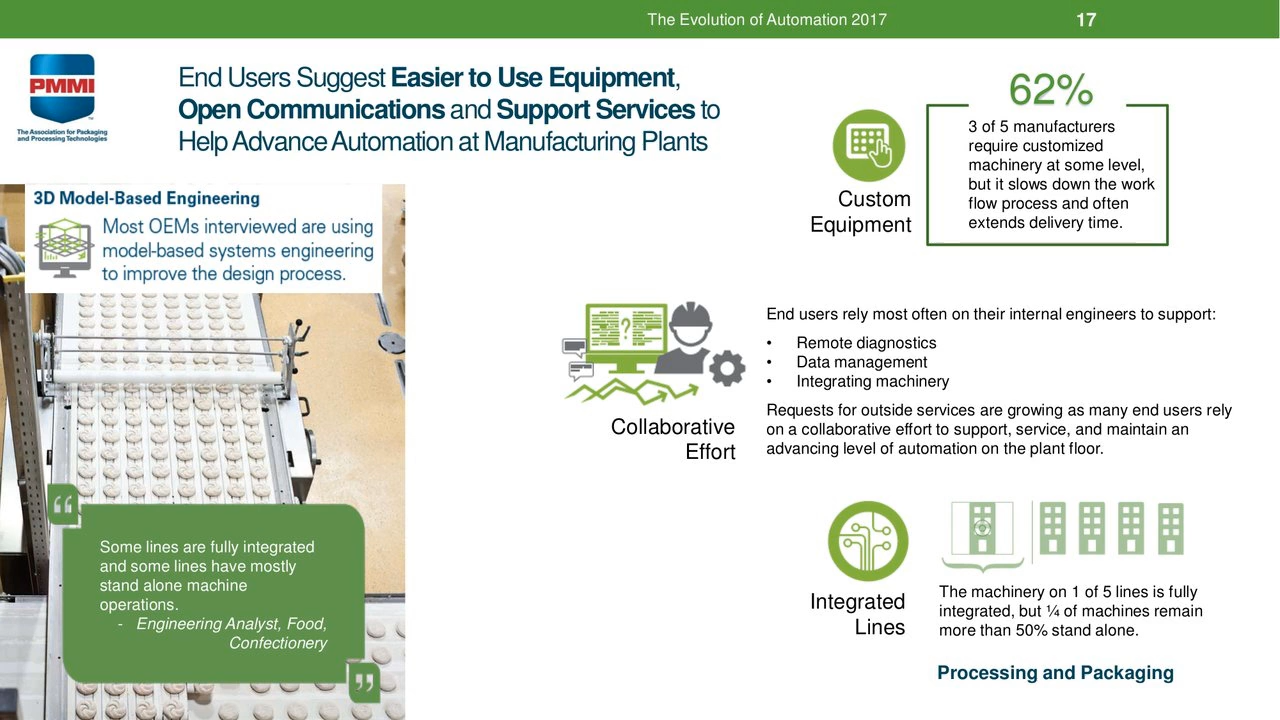 The Evolution of Automation 2017
17
PMMI
TM
The Association for Packaging
and Processing Technologies
End Users Suggest Easier to Use Equipment,
Open Communications and Support Services to
Help Advance Automation at Manufacturing Plants
3D Model-Based Engineering
Most OEMs interviewed are using
model-based systems engineering
to improve the design process.
Some lines are fully integrated
and some lines have mostly
stand alone machine
operations.
- Engineering Analyst, Food,
Confectionery
Custom
Equipment
62%
3 of 5 manufacturers
require customized
machinery at some level,
but it slows down the work
flow process and often
extends delivery time.
?
Collaborative
Effort
End users rely most often on their internal engineers to support:
• Remote diagnostics
• Data management
• Integrating machinery
Requests for outside services are growing as many end users rely
on a collaborative effort to support, service, and maintain an
advancing level of automation on the plant floor.
Integrated
Lines
The machinery on 1 of 5 lines is fully
integrated, but ¼ of machines remain
more than 50% stand alone.
Processing and Packaging